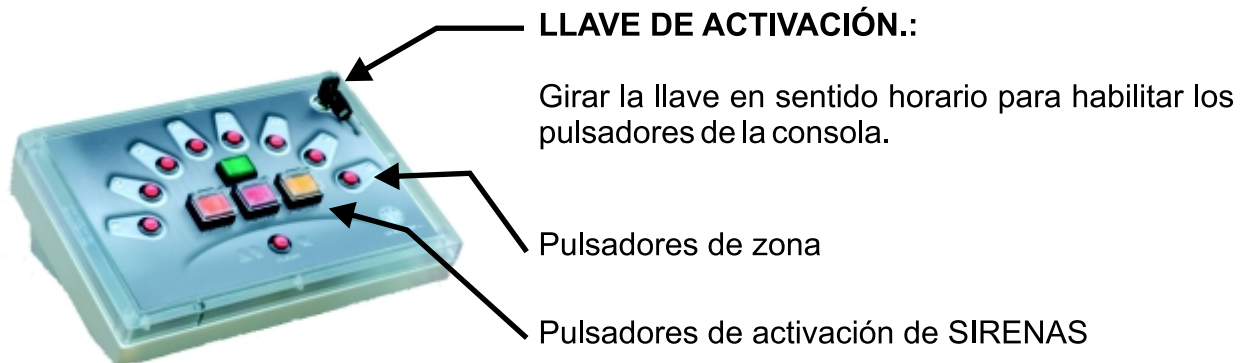 LLAVE DE ACTIVACIÓN.:
Girar la llave en sentido horario para habilitar los
pulsadores de la consola.
Pulsadores de zona
Pulsadores de activación de SIRENAS